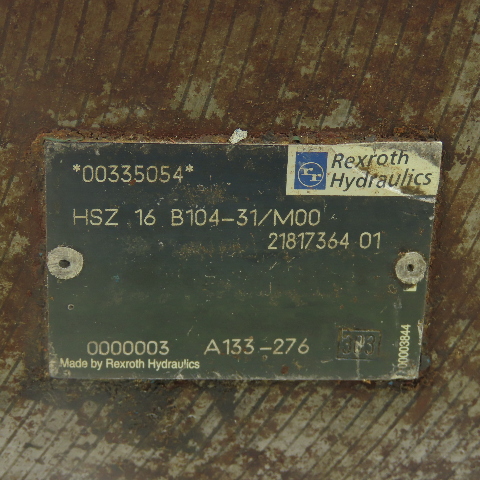 *00335054*
Rexroth
Hydraulics
HSZ 16 B104-31/M00
21817364 01
0000003 A133-276
Made by Rexroth Hydraulics
00003844